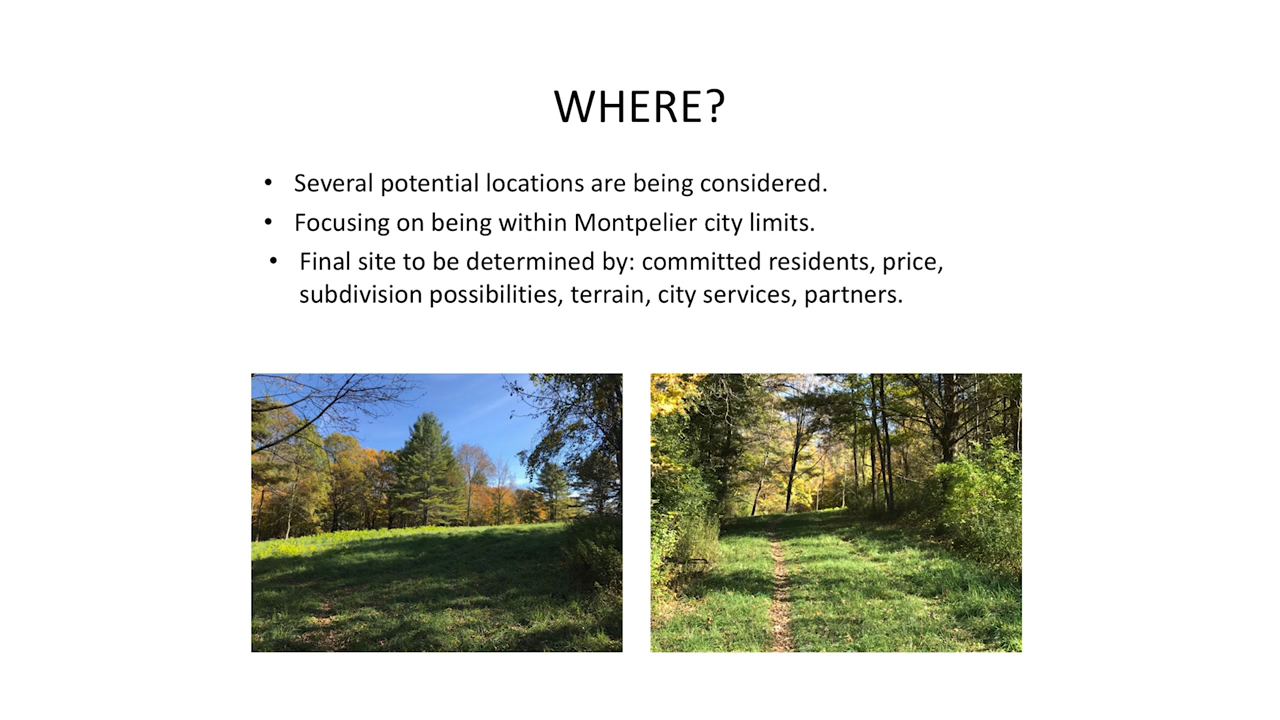 WHERE?
• Several potential locations are being considered.
• Focusing on being within Montpelier city limits.
• Final site to be determined by: committed residents, price,
subdivision possibilities, terrain, city services, partners.